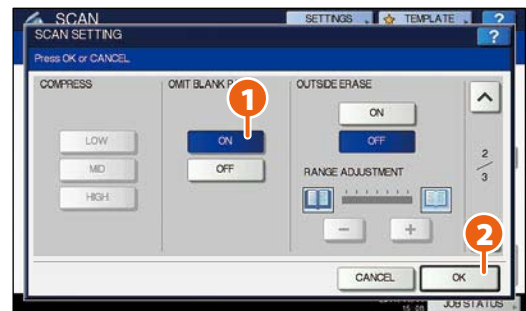 SCAN
SETTINGS
TEMPLATE
?
SCAN SETTING
?
Press OK or CANCEL.
COMPRESS
OMIT BLANK P
OUTSIDE ERASE
1
LOW
MID
HIGH
ON
OFF
ON
OFF
RANGE ADJUSTMENT
-
+
2
3
2
CANCEL
OK
JOB STATUS